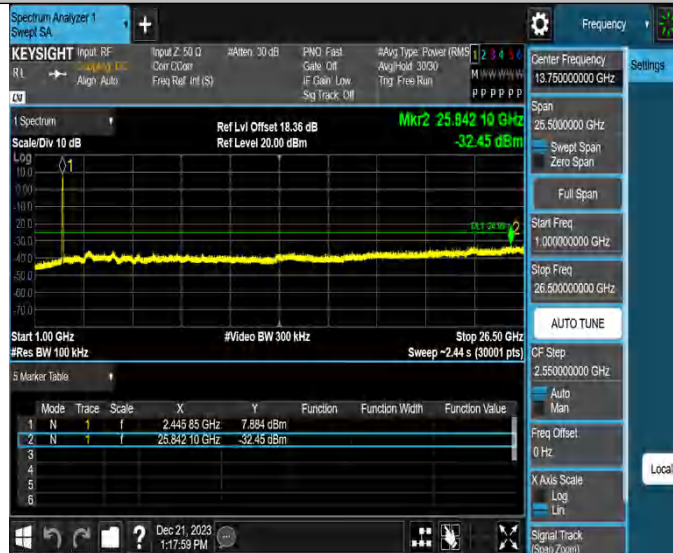 Spectrum Analyzer 1
Swept SA
+
Frequency
KEYSIGHT Input: RF
RL
Coupling: DC
Align: Auto
Input Z: 50 Ω
Corr CCorr
Freq Ref: Int (S)
#Atten: 30 dB
PNO: Fast
Gate: Off
IF Gain: Low
Sig Track: Off
#Avg Type: Power (RMS)
Avg|Hold: 30/30
Trig: Free Run
1 2 3 4 5 6
M W W W W W
P P P P P P
LXI
1 Spectrum
Scale/Div 10 dB
Ref Lvl Offset 18.36 dB
Ref Level 20.00 dBm
Mkr2 25.842 10 GHz
-32.45 dBm
Log
10.0
0.00
-10.0
-20.0
-30.0
-40.0
-50.0
-60.0
-70.0
1
2
Start 1.00 GHz
#Res BW 100 kHz
#Video BW 300 kHz
Stop 26.50 GHz
Sweep ~2.44 s (30001 pts)
5 Marker Table
Mode Trace Scale X Y Function Function Width Function Value
1 N 1 f 2.445 85 GHz 7.884 dBm
2 N 1 f 25.842 10 GHz -32.45 dBm
3
4
5
6
?
Dec 21, 2023
1:17:59 PM
Center Frequency
13.750000000 GHz
Span
25.5000000 GHz
Swept Span
Zero Span
Full Span
Start Freq
1.000000000 GHz
Stop Freq
26.500000000 GHz
AUTO TUNE
CF Step
2.550000000 GHz
Auto
Man
Freq Offset
0 Hz
X Axis Scale
Log
Lin
Signal Track
(Span Zoom)
Settings
Local